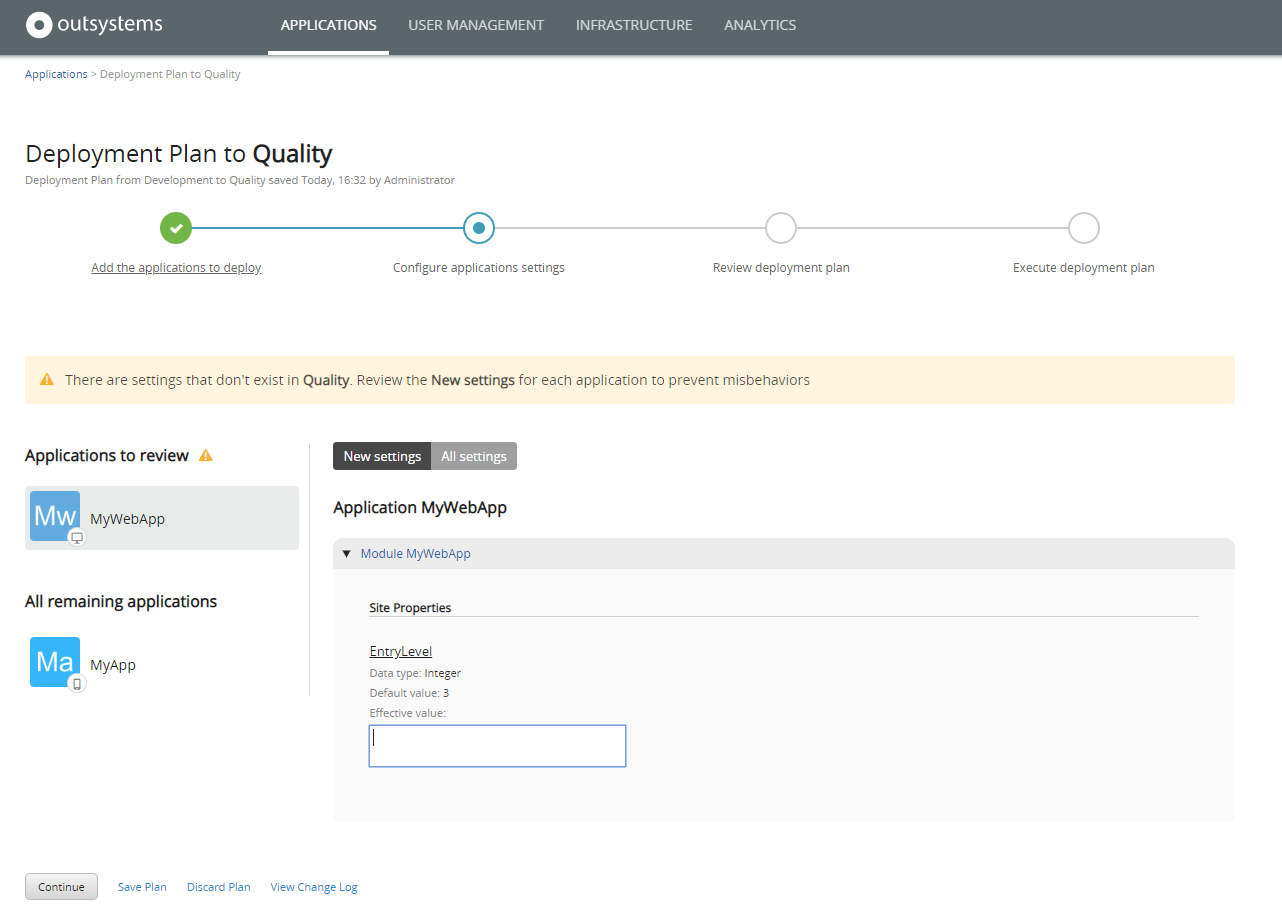 outsystems
APPLICATIONS USER MANAGEMENT INFRASTRUCTURE ANALYTICS
Applications > Deployment Plan to Quality
Deployment Plan to Quality
Deployment Plan from Development to Quality saved Today, 16:32 by Administrator
Add the applications to deploy Configure applications settings Review deployment plan Execute deployment plan
There are settings that don't exist in Quality. Review the New settings for each application to prevent misbehaviors
Applications to review
Mw MyWebApp
All remaining applications
Ma MyApp
New settings All settings
Application MyWebApp
Module MyWebApp
Site Properties
EntryLevel
Data type: Integer
Default value: 3
Effective value:
Continue Save Plan Discard Plan View Change Log